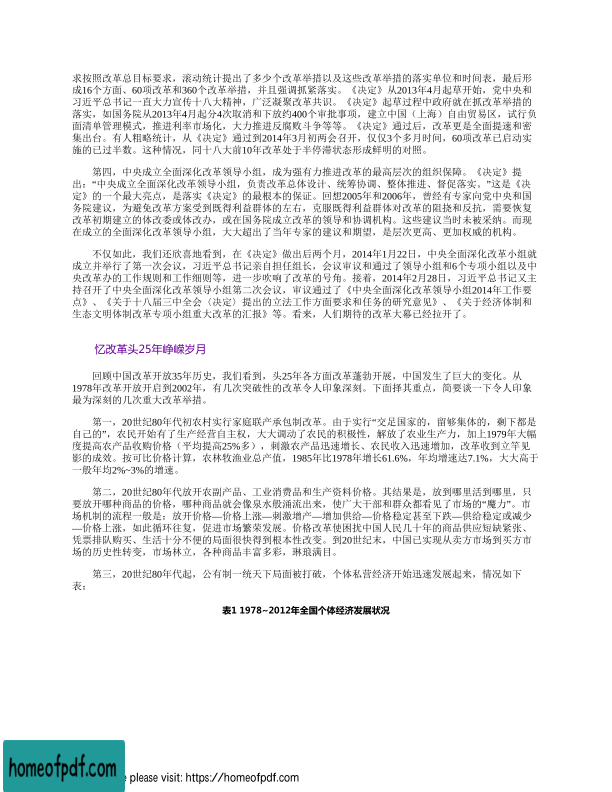 求按照改革总目标要求，滚动统计提出了多少个改革举措以及这些改革举措的落实单位和时间表，最后形
成16个方面、60项改革和360个改革举措，并且强调抓紧落实。《决定》从2013年4月起草开始，党中央和
习近平总书记一直大力宣传十八大精神，广泛凝聚改革共识。《决定》起草过程中政府就在抓改革举措的
落实，如国务院从2013年4月起分4次取消和下放约400个审批事项，建立中国（上海）自由贸易区，试行负
面清单管理模式，推进利率市场化，大力推进反腐败斗争等等。《决定》通过后，改革更是全面提速和密
集出台。有人粗略统计，从《决定》通过到2014年3月初两会召开，仅仅3个多月时间，60项改革已启动实
施的已过半数。这种情况，同十八大前10年改革处于半停滞状态形成鲜明的对照。
第四，中央成立全面深化改革领导小组，成为强有力推进改革的最高层次的组织保障。《决定》提
出：“中央成立全面深化改革领导小组，负责改革总体设计、统筹协调、整体推进、督促落实。”这是《决
定》的一个最大亮点，是落实《决定》的最根本的保证。回想2005年和2006年，曾经有专家向党中央和国
务院建议，为避免改革方案受到既得利益群体的左右，克服既得利益群体对改革的阻挠和反抗，需要恢复
改革初期建立的体改委或体改办，或在国务院成立改革的领导和协调机构。这些建议当时未被采纳。而现
在成立的全面深化改革领导小组，大大超出了当年专家的建议和期望，是层次更高、更加权威的机构。
不仅如此，我们还欣喜地看到，在《决定》做出后两个月，2014年1月22日，中央全面深化改革小组就
成立并举行了第一次会议，习近平总书记亲自担任组长，会议审议和通过了领导小组和6个专项小组以及中
央改革办的工作规则和工作细则等，进一步吹响了改革的号角。接着，2014年2月28日，习近平总书记又主
持召开了中央全面深化改革领导小组第二次会议，审议通过了《中央全面深化改革领导小组2014年工作要
点》、《关于十八届三中全会〈决定〉提出的立法工作方面要求和任务的研究意见》、《关于经济体制和
生态文明体制改革专项小组重大改革的汇报》等。看来，人们期待的改革大幕已经拉开了。
忆改革头25年峥嵘岁月
回顾中国改革开放35年历史，我们看到，头25年各方面改革蓬勃开展，中国发生了巨大的变化。从
1978年改革开放开启到2002年，有几次突破性的改革令人印象深刻。下面择其重点，简要谈一下令人印象
最为深刻的几次重大改革举措。
第一，20世纪80年代初农村实行家庭联产承包制改革。由于实行“交足国家的，留够集体的，剩下都是
自己的”，农民开始有了生产经营自主权，大大调动了农民的积极性，解放了农业生产力，加上1979年大幅
度提高农产品收购价格（平均提高25%多），刺激农产品迅速增长、农民收入迅速增加，改革收到立竿见
影的成效。按可比价格计算，农林牧渔业总产值，1985年比1978年增长61.6%，年均增速达7.1%，大大高于
一般年均2%~3%的增速。
第二，20世纪80年代放开农副产品、工业消费品和生产资料价格。其结果是，放到哪里活到哪里，只
要放开哪种商品的价格，哪种商品就会像泉水般涌流出来，使广大干部和群众都看见了市场的“魔力”。市
场机制的流程一般是：放开价格—价格上涨—刺激增产—增加供给—价格稳定甚至下跌—供给稳定或减少
—价格上涨，如此循环往复，促进市场繁荣发展。价格改革使困扰中国人民几十年的商品供应短缺紧张、
凭票排队购买、生活十分不便的局面很快得到根本性改变。到20世纪末，中国已实现从卖方市场到买方市
场的历史性转变，市场林立，各种商品丰富多彩，琳琅满目。
第三，20世纪80年代起，公有制一统天下局面被打破，个体私营经济开始迅速发展起来，情况如下
表：
表1 1978~2012年全国个体经济发展状况
homeofpdf.com
e please visit: https://homeofpdf.com